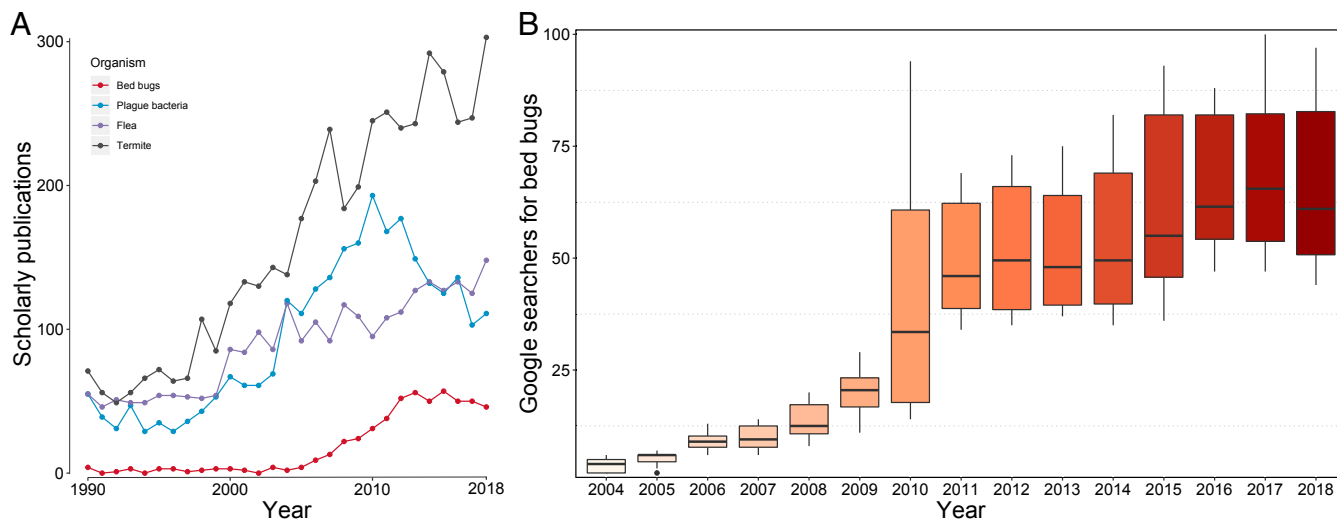 A
Scholarly publications
300
200
100
0
Organism
Bed bugs
Plague bacteria
Flea
Termite
1990 2000 2010 2018
Year
B
Google searchers for bed bugs
100
75
50
25
2004 2005 2006 2007 2008 2009 2010 2011 2012 2013 2014 2015 2016 2017 2018
Year